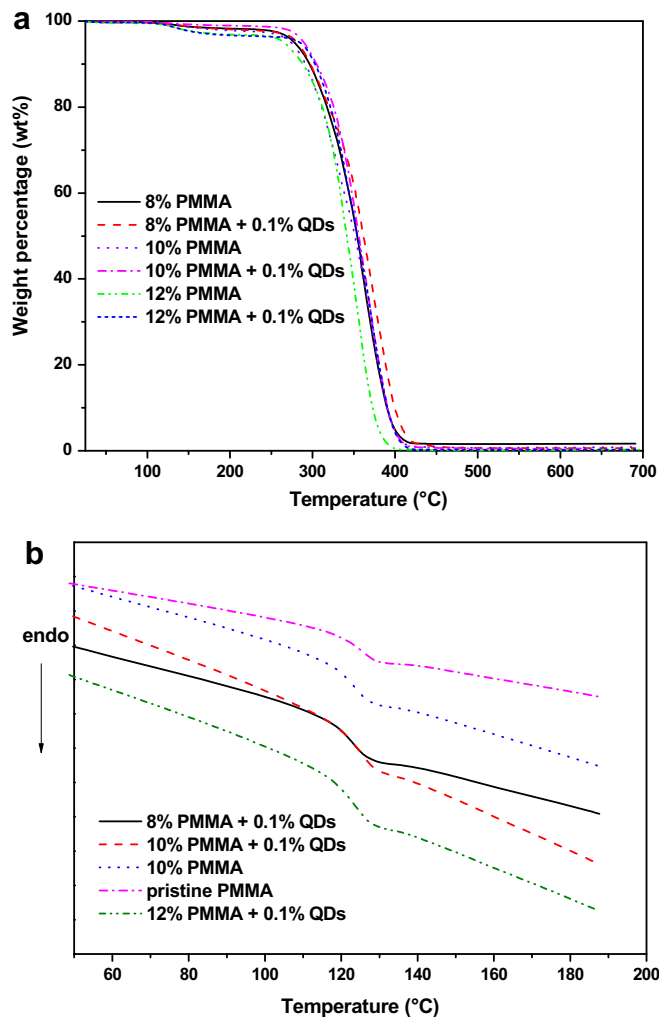 a
100
80
60
40
20
0
Weight percentage (wt%)
8% PMMA
8% PMMA + 0.1% QDs
10% PMMA
10% PMMA + 0.1% QDs
12% PMMA
12% PMMA + 0.1% QDs
100 200 300 400 500 600 700
Temperature (°C)
b
endo
8% PMMA + 0.1% QDs
10% PMMA + 0.1% QDs
10% PMMA
pristine PMMA
12% PMMA + 0.1% QDs
60 80 100 120 140 160 180 200
Temperature (°C)